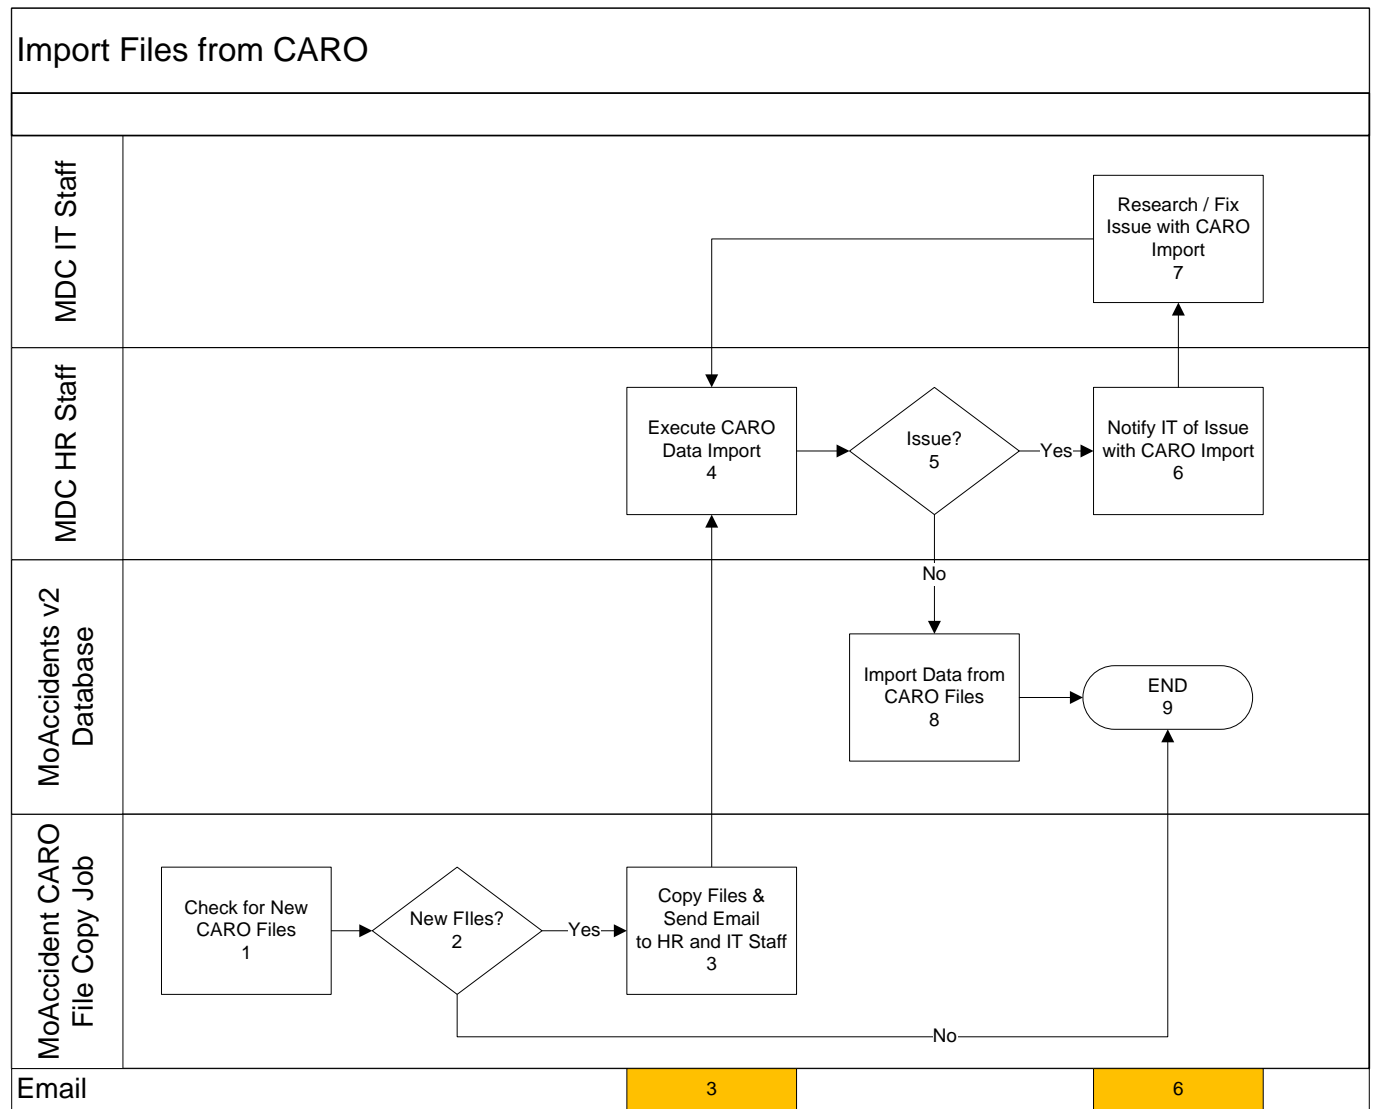 Import Files from CARO
MDC IT Staff
Research / Fix
Issue with CARO
Import
7
MDC HR Staff
Execute CARO
Data Import
4
Issue?
5
Yes
Notify IT of Issue
with CARO Import
6
No
MoAccidents v2
Database
Import Data from
CARO Files
8
END
9
MoAccident CARO
File Copy Job
Check for New
CARO Files
1
New FIles?
2
Yes
Copy Files &
Send Email
to HR and IT Staff
3
No
Email
3
6